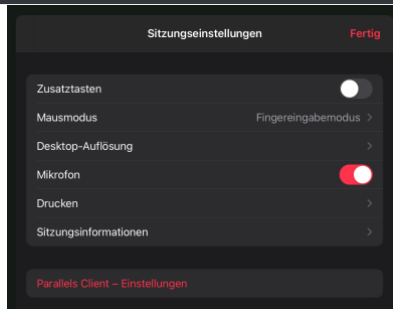 Sitzungseinstellungen Fertig
Zusatztasten
Mausmodus Fingereingabemodus
Desktop-Auflösung
Mikrofon
Drucken
Sitzungsinformationen
Parallels Client – Einstellungen